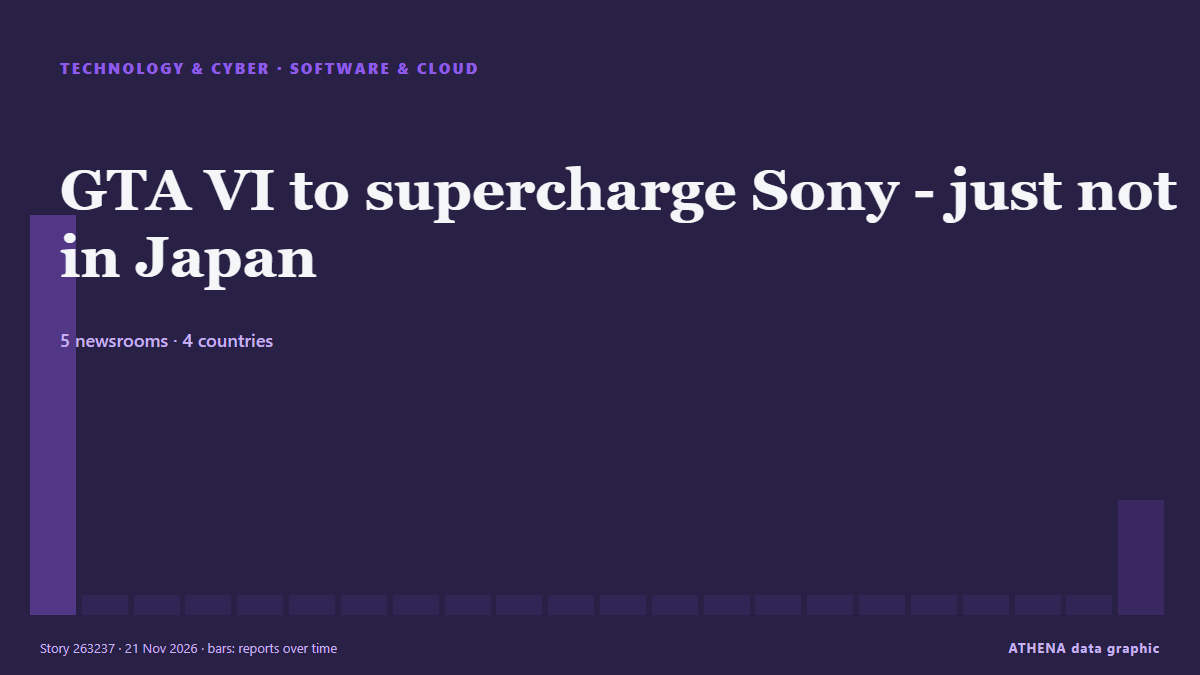 TECHNOLOGY & CYBER · SOFTWARE & CLOUD
GTA VI to supercharge Sony - just not
in Japan
5 newsrooms · 4 countries
Story 263237 · 21 Nov 2026 · bars: reports over time
ATHENA data graphic